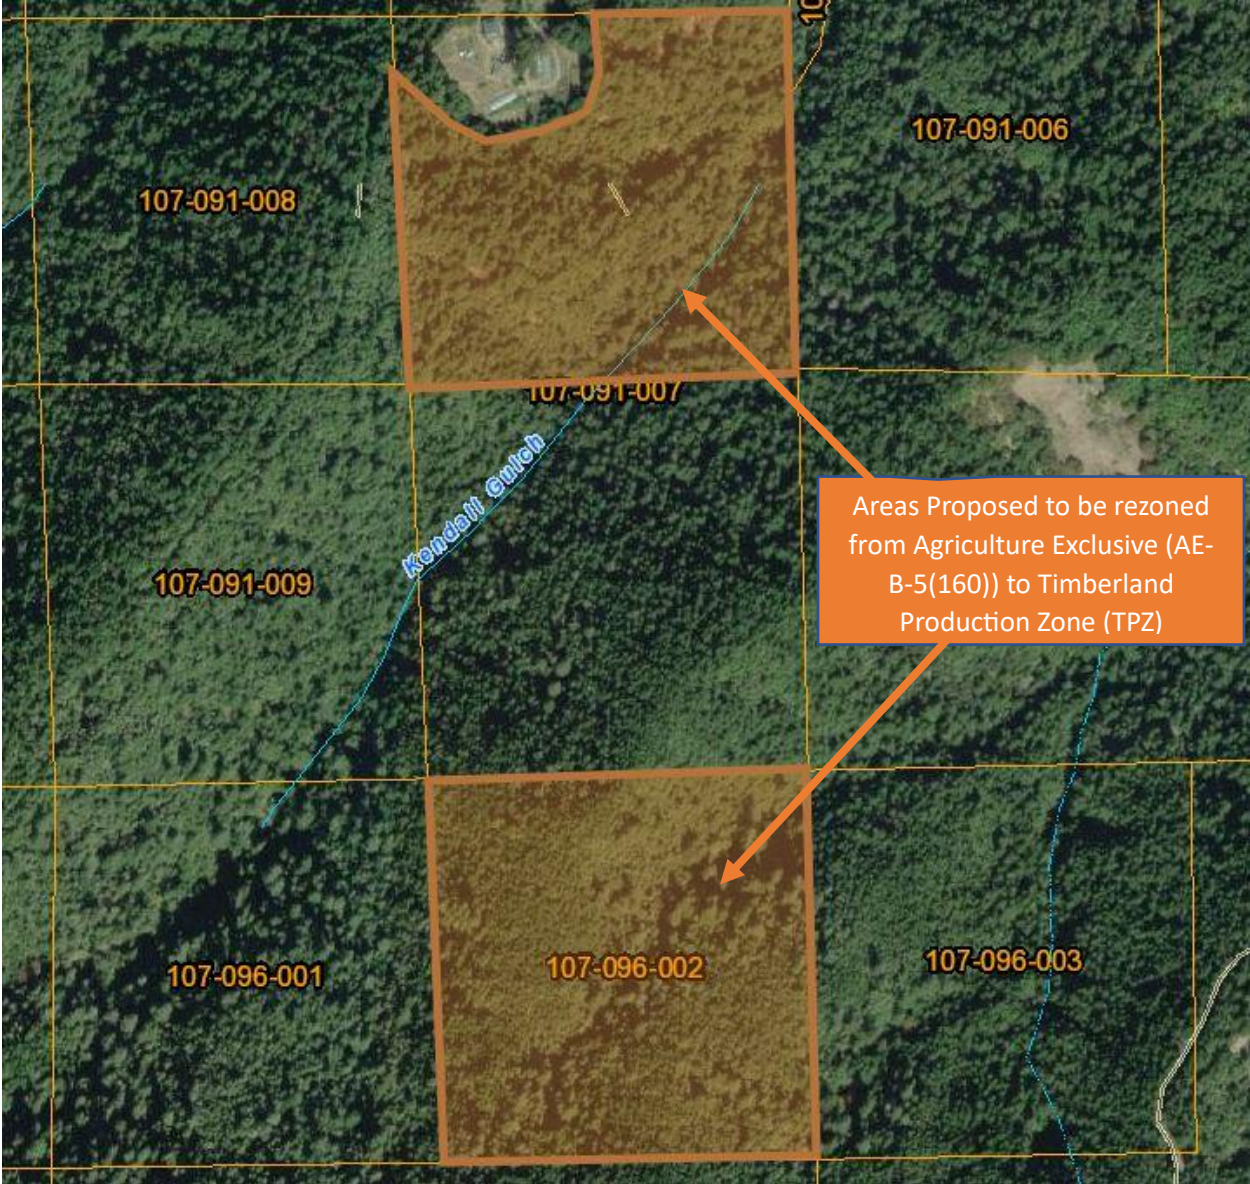 10
107-091-006
107-091-008
107-091-007
Kendall Gulch
Areas Proposed to be rezoned
from Agriculture Exclusive (AE-
B-5(160)) to Timberland
Production Zone (TPZ)
107-091-009
107-096-001
107-096-002
107-096-003